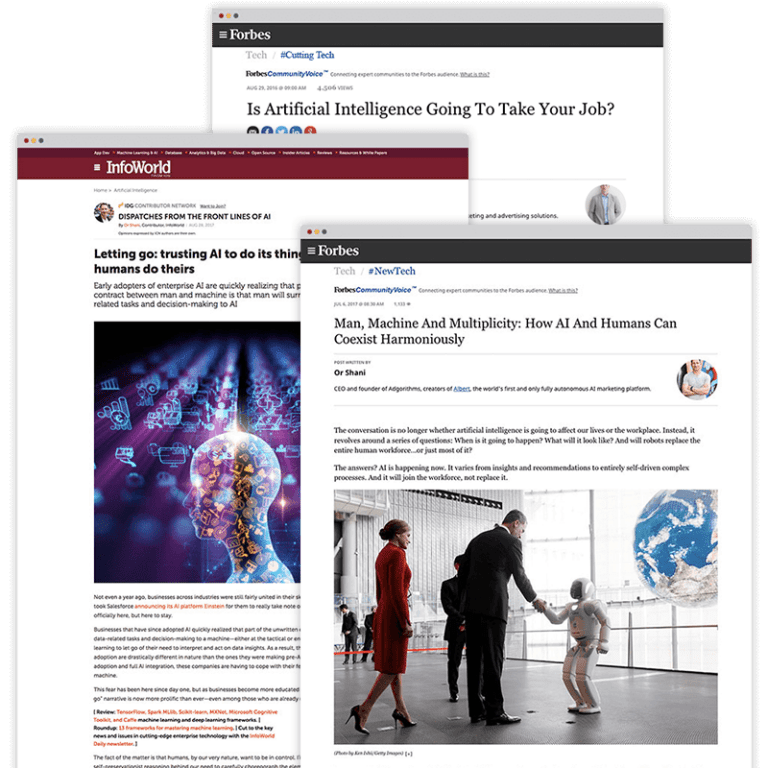 Forbes
Tech / #Cutting Tech
ForbesCommunityVoice™ Connecting expert communities to the Forbes audience. What is this?
AUG 29, 2016 @ 09:00 AM 4,506 VIEWS
Is Artificial Intelligence Going To Take Your Job?
eting and advertising solutions.
App Dev • Machine Learning & AI • Database • Analytics & Big Data • Cloud • Open Source • Insider Articles • Reviews • Resources & White Papers
InfoWorld
Home > Artificial Intelligence
IDG CONTRIBUTOR NETWORK Want to Join?
DISPATCHES FROM THE FRONT LINES OF AI
By Or Shani, Contributor, InfoWorld | AUG 29, 2017
Opinions expressed by IDG authors are their own.
Letting go: trusting AI to do its thing
humans do theirs
Early adopters of enterprise AI are quickly realizing that p
contract between man and machine is that man will surr
related tasks and decision-making to AI
Not even a year ago, businesses across industries were still fairly united in their sk
took Salesforce announcing its AI platform Einstein for them to really take note o
officially here, but here to stay.
Businesses that have since adopted AI quickly realized that part of the unwritten
data-related tasks and decision-making to a machine—either at the tactical or en
learning to let go of their need to interpret and act on data insights. As a result, th
adoption are drastically different in nature than the ones they were making pre-A
adoption and full AI integration, these companies are having to cope with their fe
machine.
This fear has been here since day one, but as businesses become more educated
go" narrative is now more prolific than ever—even among those who are already
[ Review: TensorFlow, Spark MLlib, Scikit-learn, MXNet, Microsoft Cognitive
Toolkit, and Caffe machine learning and deep learning frameworks. |
Roundup: 13 frameworks for mastering machine learning. | Cut to the key
news and issues in cutting-edge enterprise technology with the InfoWorld
Daily newsletter. ]
The fact of the matter is that humans, by our very nature, want to be in control. I
self-preservationist reasoning behind our need to carefully choreograph the elem
Forbes
Tech / #NewTech
ForbesCommunityVoice™ Connecting expert communities to the Forbes audience. What is this?
JUL 6, 2017 @ 08:30 AM 1,133
Man, Machine And Multiplicity: How AI And Humans Can
Coexist Harmoniously
POST WRITTEN BY
Or Shani
CEO and founder of Adgorithms, creators of Albert, the world's first and only fully autonomous AI marketing platform.
The conversation is no longer whether artificial intelligence is going to affect our lives or the workplace. Instead, it
revolves around a series of questions: When is it going to happen? What will it look like? And will robots replace the
entire human workforce...or just most of it?
The answers? AI is happening now. It varies from insights and recommendations to entirely self-driven complex
processes. And it will join the workforce, not replace it.
(Photo by Ken Ishii/Getty Images) [+]